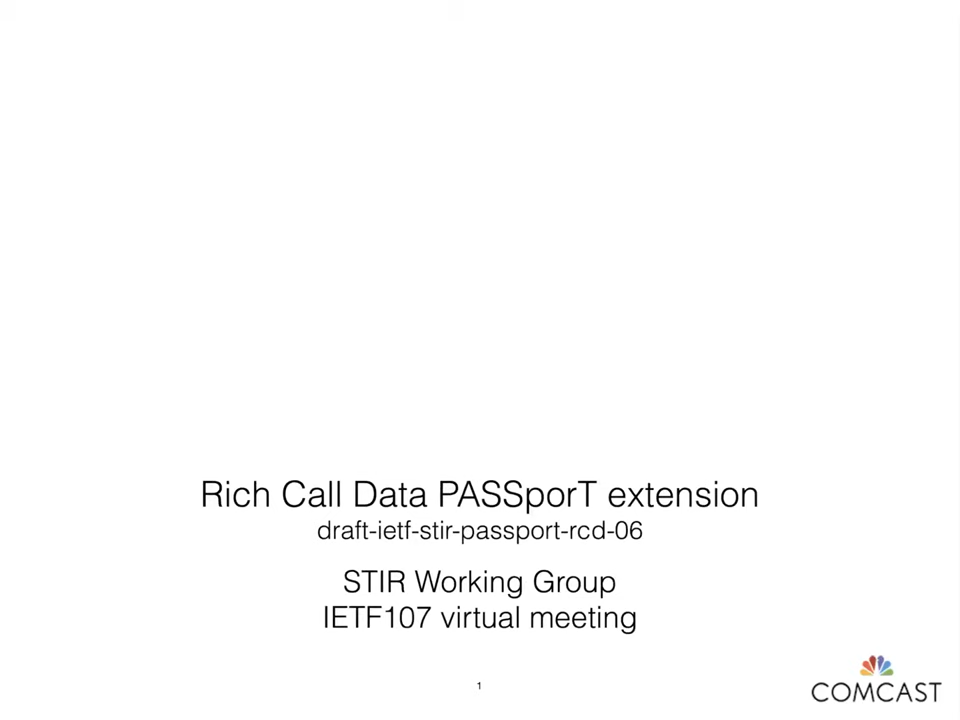 Rich Call Data PASSporT extension
draft-ietf-stir-passport-rcd-06
STIR Working Group
IETF107 virtual meeting
1
COMCAST